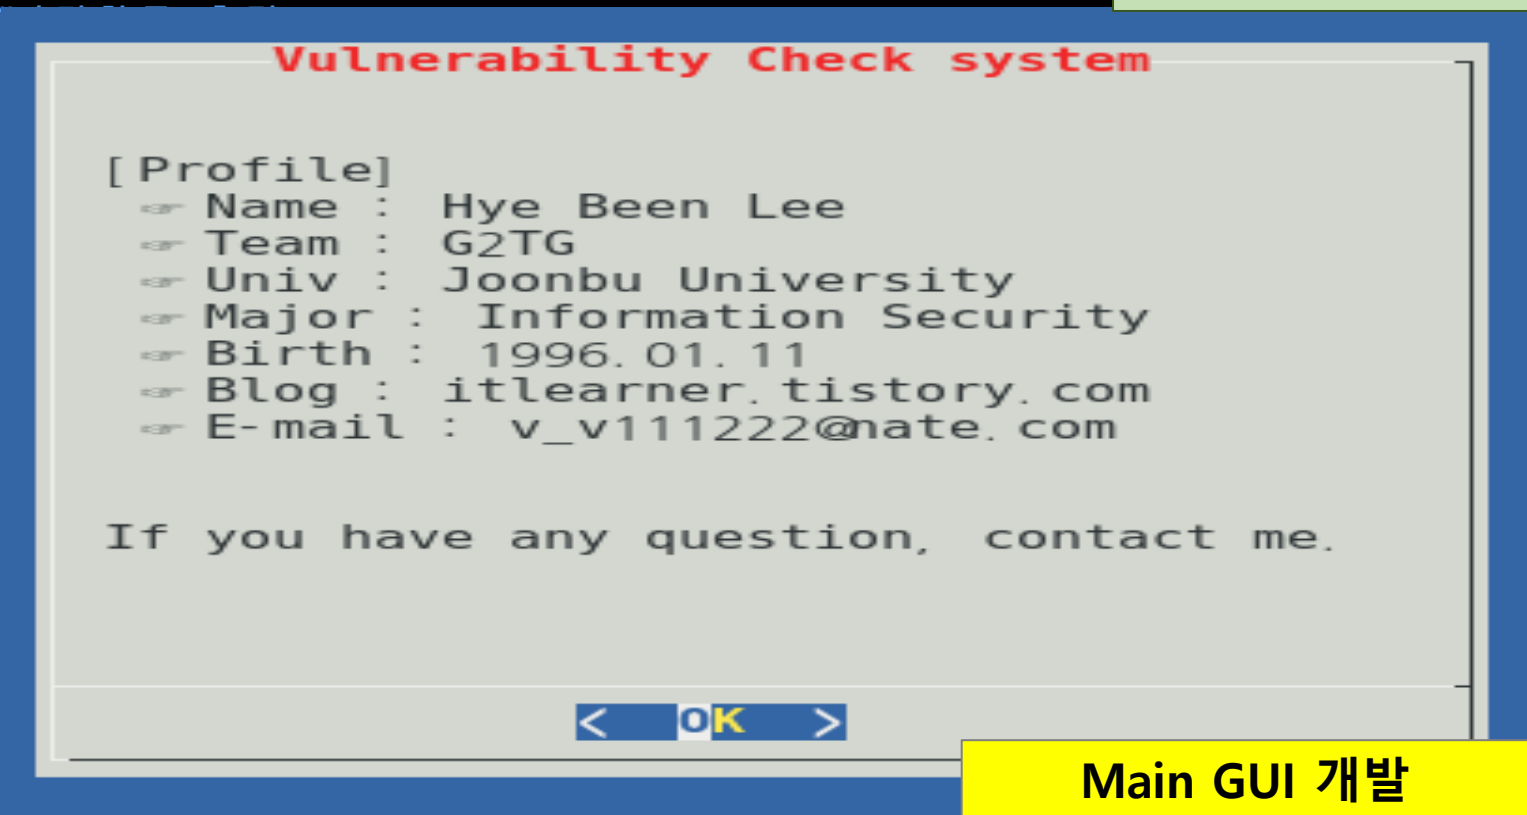 Vulnerability Check system
[Profile]
☞ Name : Hye Been Lee
☞ Team : G2TG
☞ Univ : Joonbu University
☞ Major : Information Security
☞ Birth : 1996.01.11
☞ Blog : itlearner.tistory.com
☞ E-mail : v_v111222@nate.com
If you have any question, contact me.
< OK >
Main GUI 개발